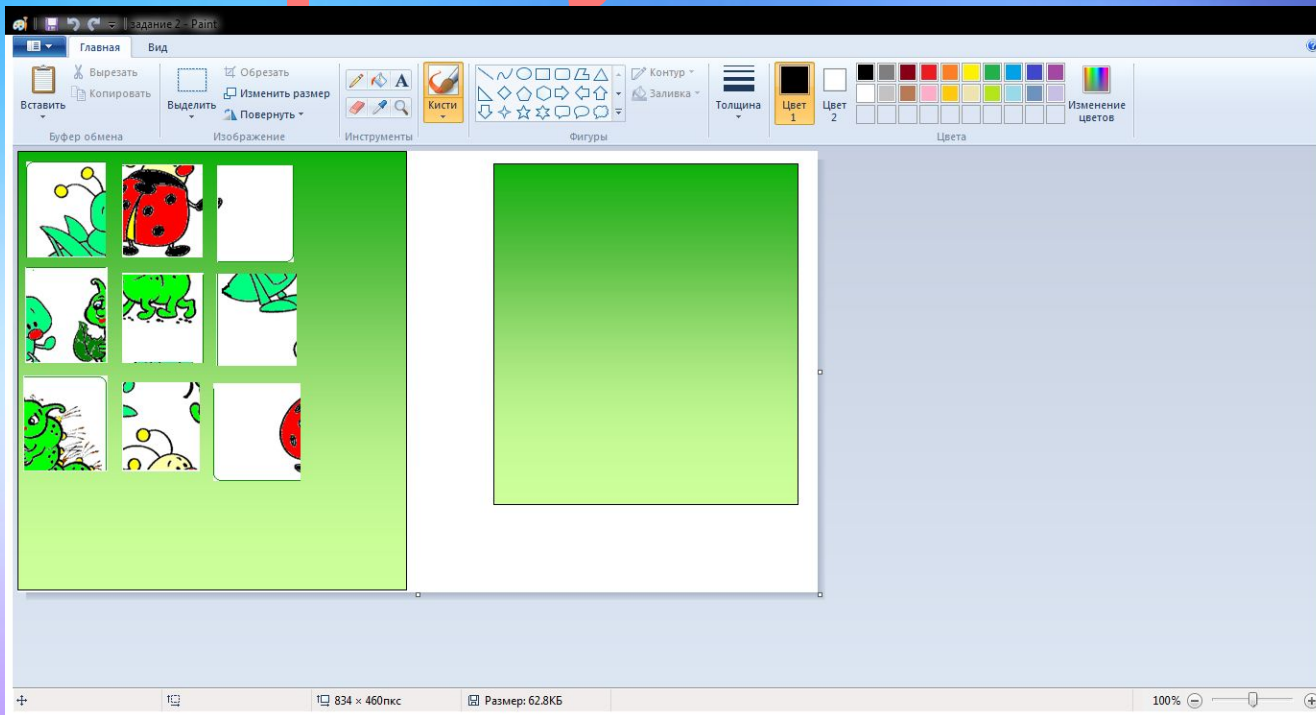 задание 2 - Paint
Главная Вид
Вставить
Вырезать
Копировать
Буфер обмена
Выделить
Обрезать
Изменить размер
Повернуть
Изображение
A
Инструменты
Кисти
Фигуры
Контур
Заливка
Толщина
Цвет
1
Цвет
2
Изменение
цветов
Цвета
834 × 460пкс
Размер: 62.8КБ
100%